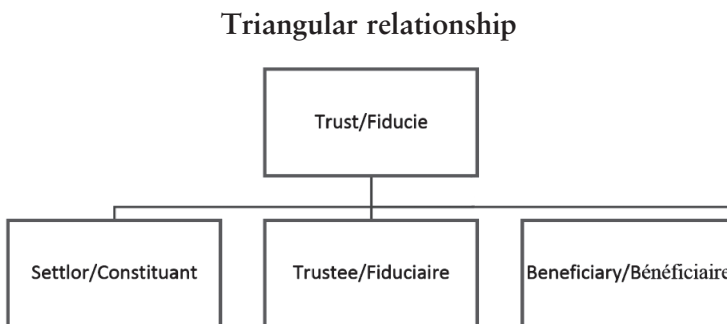 Triangular relationship
Trust/Fiducie
Settlor/Constituant
Trustee/Fiduciaire
Beneficiary/Bénéficiaire